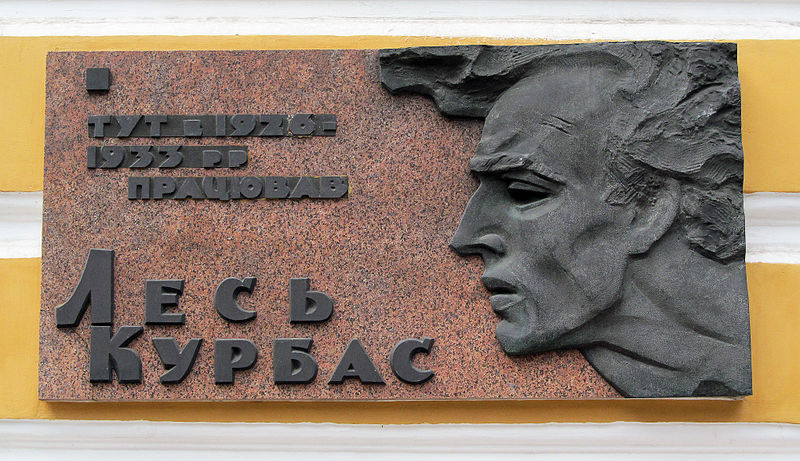 ТУТ В 1926=
1933 РР
ПРАЦЮВАВ
ЛЕСЬ
КУРБАС